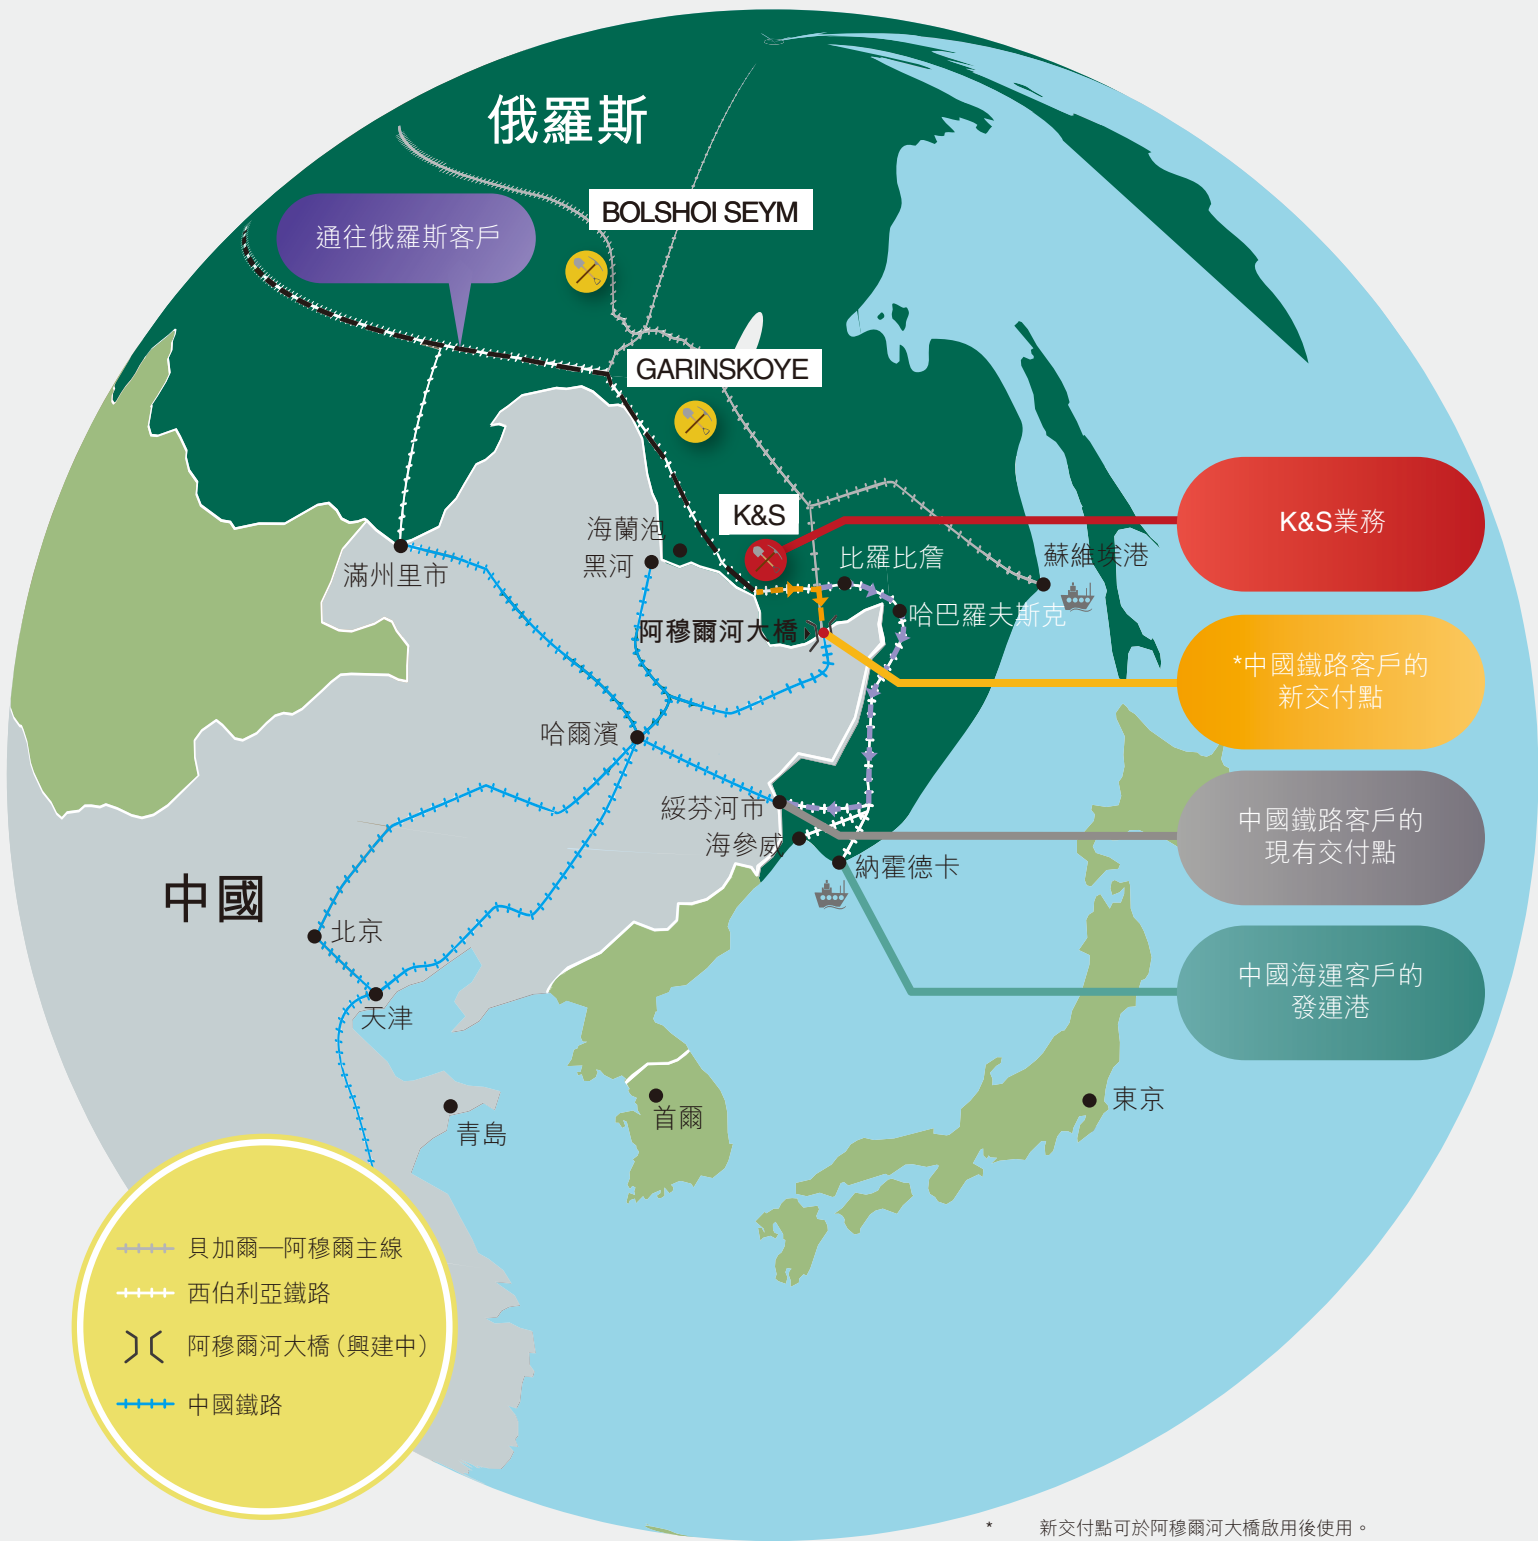 俄羅斯
BOLSHOI SEYM
通往俄羅斯客戶
GARINSKOYE
K&S
K&S業務
海蘭泡
黑河
比羅比詹
蘇維埃港
滿州里市
哈巴羅夫斯克
阿穆爾河大橋
*中國鐵路客戶的
新交付點
哈爾濱
綏芬河市
海參威
中國鐵路客戶的
現有交付點
納霍德卡
中國
北京
中國海運客戶的
發運港
天津
首爾
東京
青島
貝加爾—阿穆爾主線
西伯利亞鐵路
阿穆爾河大橋(興建中)
中國鐵路
* 新交付點可於阿穆爾河大橋啟用後使用。